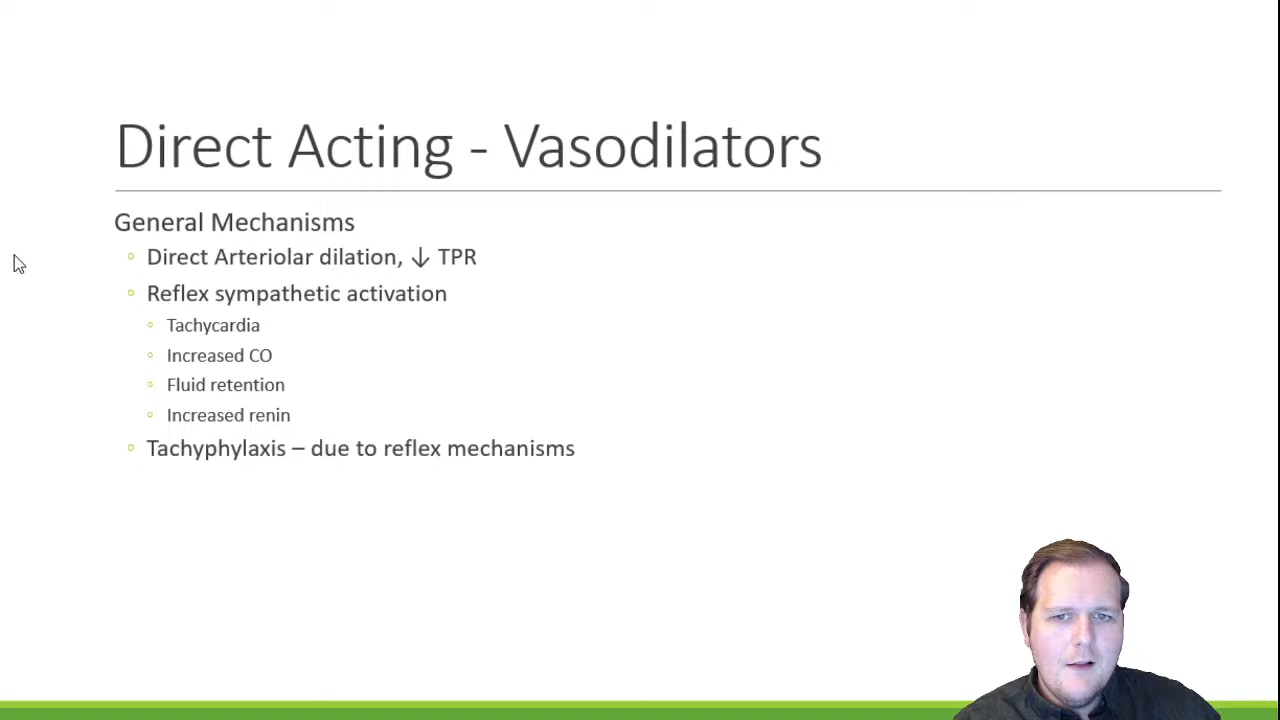 Direct Acting - Vasodilators
General Mechanisms
Direct Arteriolar dilation, ↓ TPR
Reflex sympathetic activation
Tachycardia
Increased CO
Fluid retention
Increased renin
Tachyphylaxis – due to reflex mechanisms